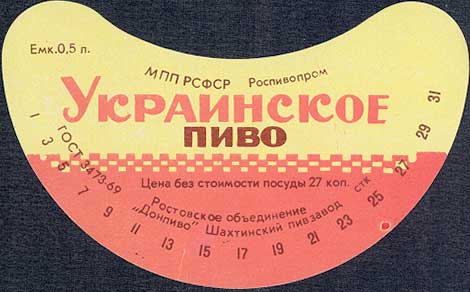 Емк.0,5 л.
МПП РСФСР Роспивопром
УКРАИНСКОЕ
ПИВО
ГОСТ 3473-69
Цена без стоимости посуды 27 коп.
Ростовское объединение
„Донпиво" Шахтинский пивзавод
стк
1 3 5 7 9 11 13 15 17 19 21 23 25 27 29 31